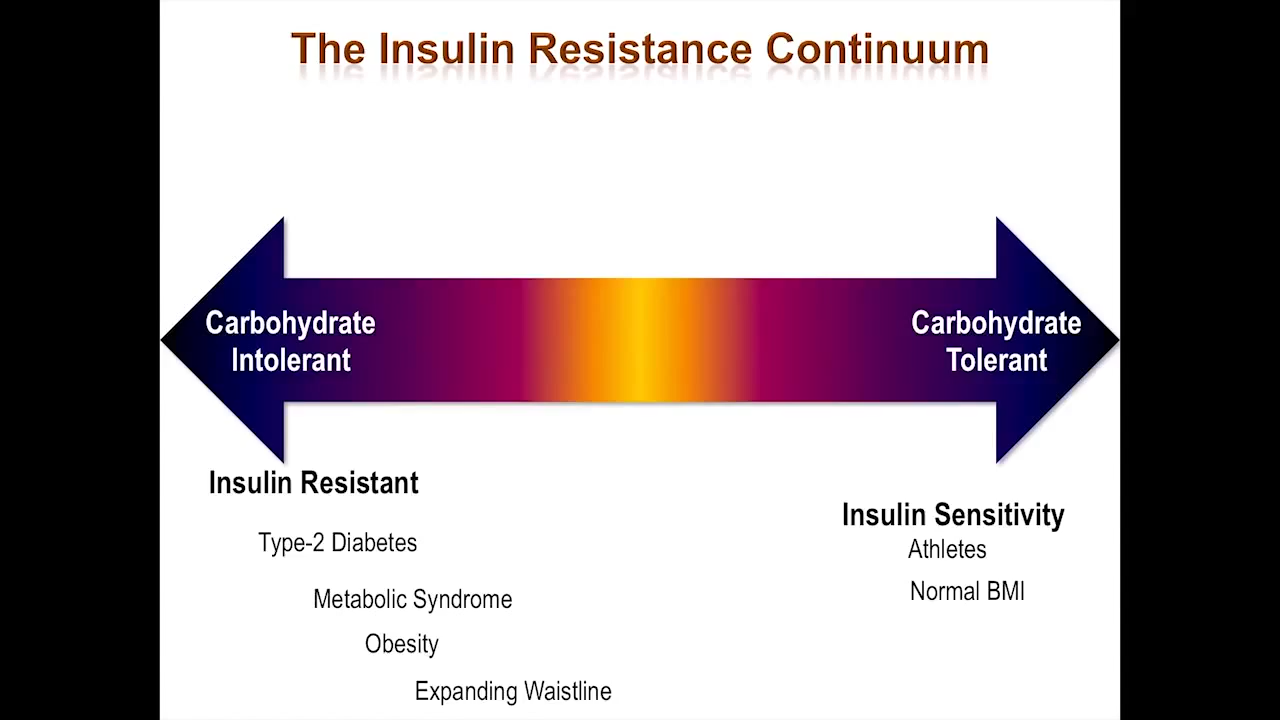 The Insulin Resistance Continuum
Carbohydrate
Intolerant
Carbohydrate
Tolerant
Insulin Resistant
Type-2 Diabetes
Metabolic Syndrome
Obesity
Expanding Waistline
Insulin Sensitivity
Athletes
Normal BMI